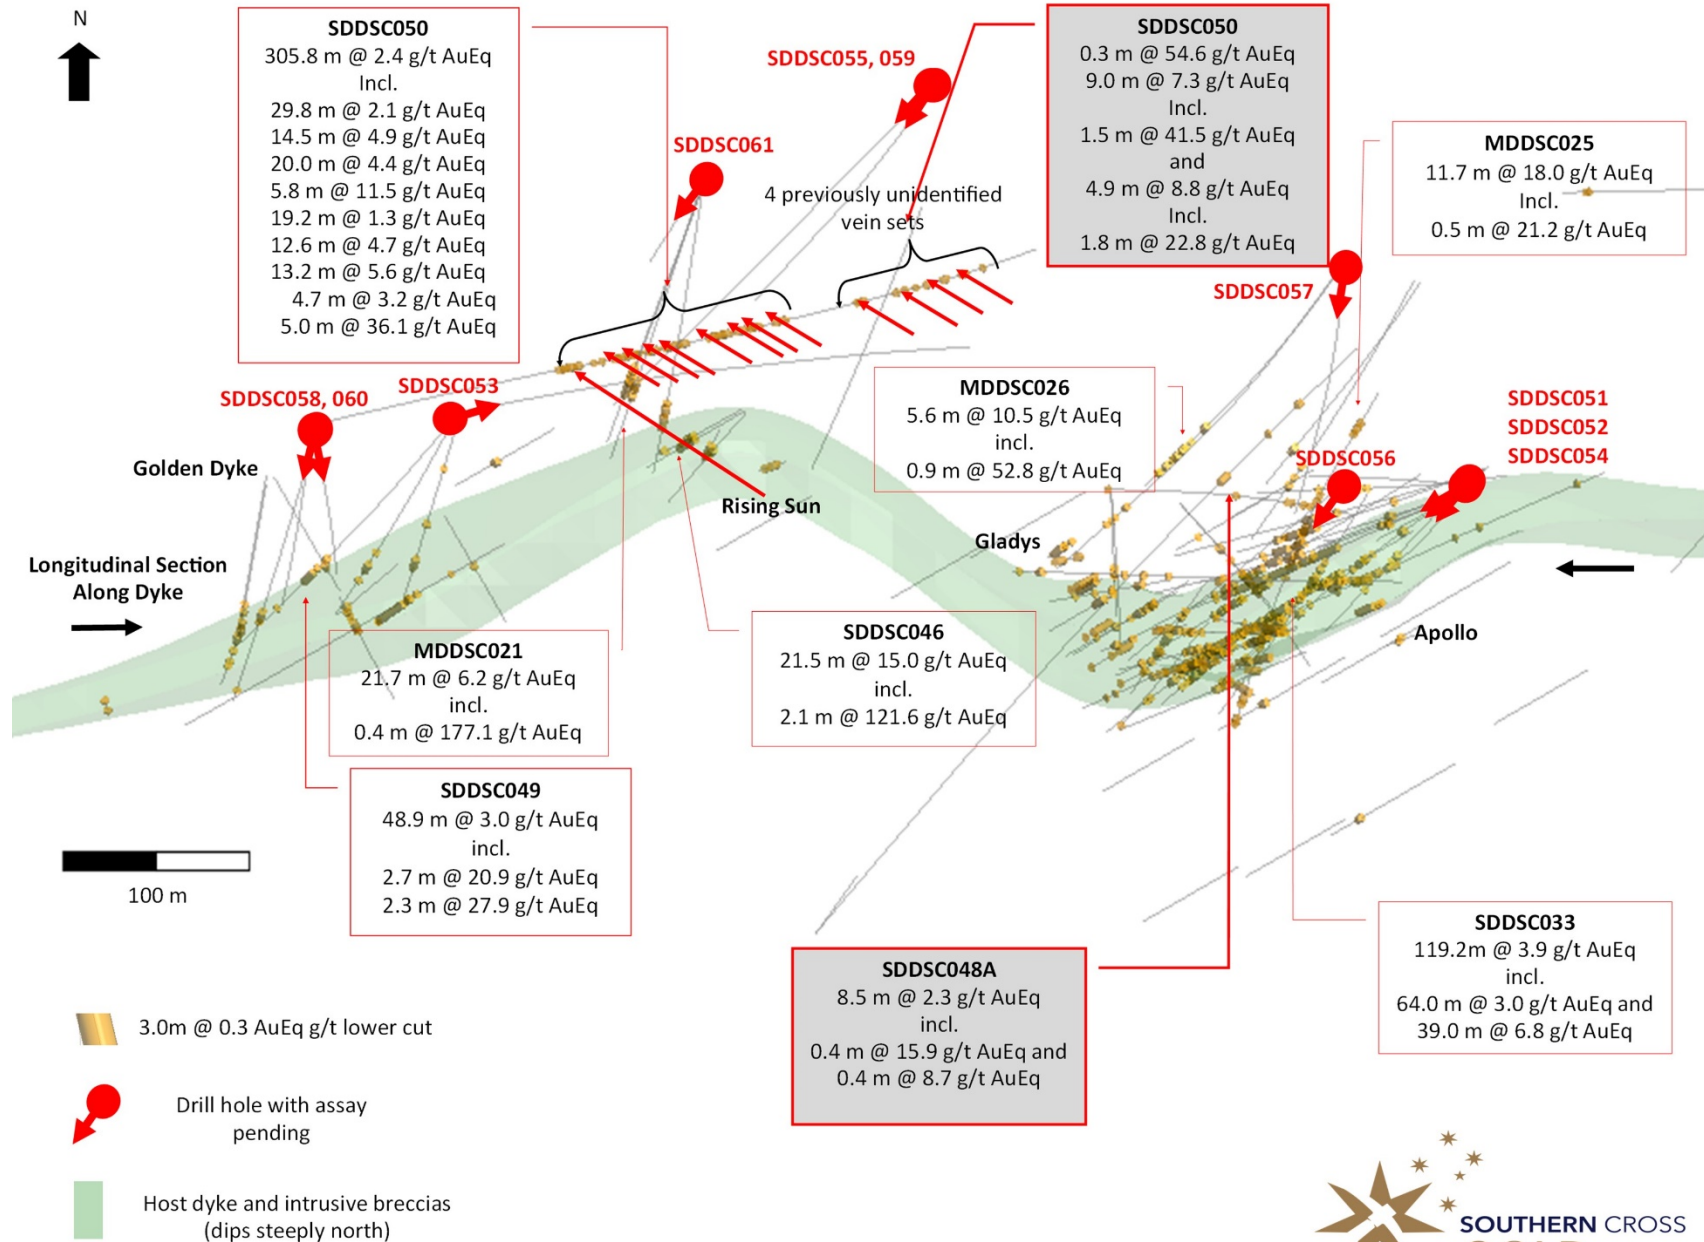 N
SDDSC050
305.8 m @ 2.4 g/t AuEq
Incl.
29.8 m @ 2.1 g/t AuEq
14.5 m @ 4.9 g/t AuEq
20.0 m @ 4.4 g/t AuEq
5.8 m @ 11.5 g/t AuEq
19.2 m @ 1.3 g/t AuEq
12.6 m @ 4.7 g/t AuEq
13.2 m @ 5.6 g/t AuEq
4.7 m @ 3.2 g/t AuEq
5.0 m @ 36.1 g/t AuEq
SDDSC055, 059
SDDSC061
4 previously unidentified
vein sets
SDDSC050
0.3 m @ 54.6 g/t AuEq
9.0 m @ 7.3 g/t AuEq
Incl.
1.5 m @ 41.5 g/t AuEq
and
4.9 m @ 8.8 g/t AuEq
Incl.
1.8 m @ 22.8 g/t AuEq
MDDSC025
11.7 m @ 18.0 g/t AuEq
Incl.
0.5 m @ 21.2 g/t AuEq
SDDSC057
SDDSC058, 060
SDDSC053
MDDSC026
5.6 m @ 10.5 g/t AuEq
incl.
0.9 m @ 52.8 g/t AuEq
SDDSC051
SDDSC052
SDDSC054
SDDSC056
Golden Dyke
Rising Sun
Gladys
Longitudinal Section
Along Dyke
Apollo
MDDSC021
21.7 m @ 6.2 g/t AuEq
incl.
0.4 m @ 177.1 g/t AuEq
SDDSC046
21.5 m @ 15.0 g/t AuEq
incl.
2.1 m @ 121.6 g/t AuEq
SDDSC049
48.9 m @ 3.0 g/t AuEq
incl.
2.7 m @ 20.9 g/t AuEq
2.3 m @ 27.9 g/t AuEq
100 m
SDDSC048A
8.5 m @ 2.3 g/t AuEq
incl.
0.4 m @ 15.9 g/t AuEq and
0.4 m @ 8.7 g/t AuEq
SDDSC033
119.2m @ 3.9 g/t AuEq
incl.
64.0 m @ 3.0 g/t AuEq and
39.0 m @ 6.8 g/t AuEq
3.0m @ 0.3 AuEq g/t lower cut
Drill hole with assay
pending
Host dyke and intrusive breccias
(dips steeply north)
SOUTHERN CROSS